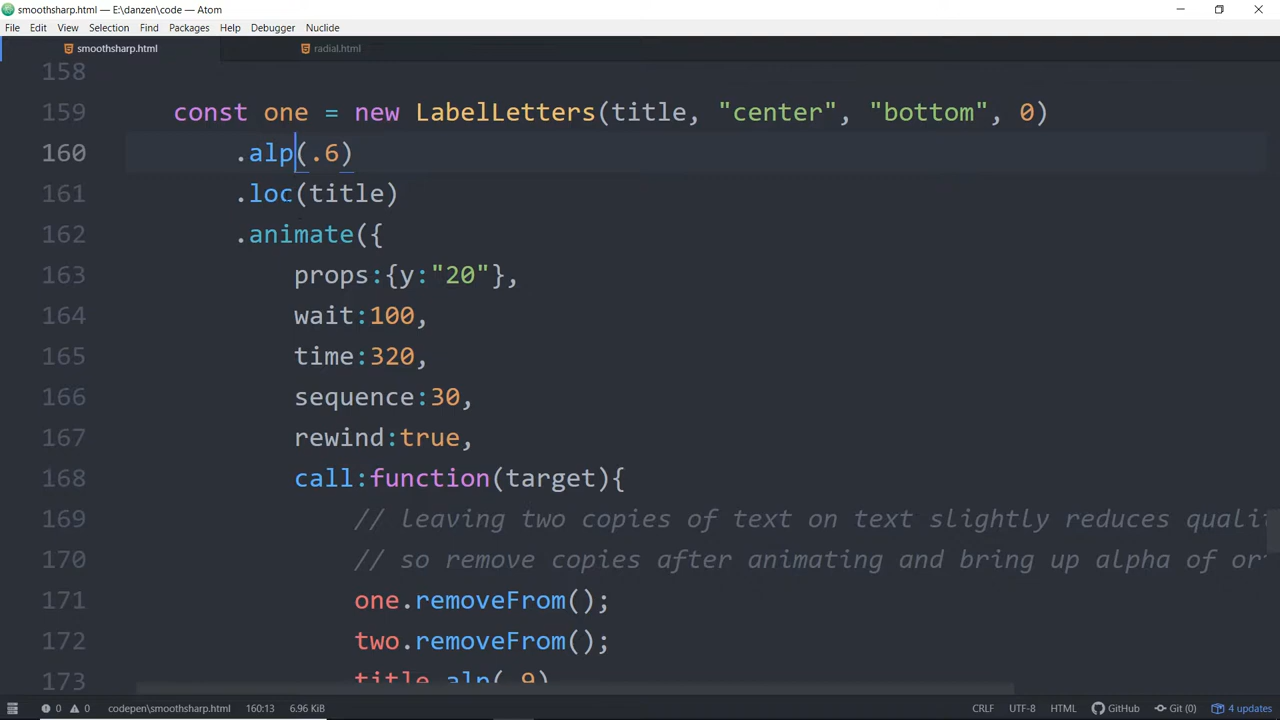 smoothsharp.html — E:\danzen\code — Atom
File Edit View Selection Find Packages Help Debugger Nuclide
smoothsharp.html radial.html
158
159 const one = new LabelLetters(title, "center", "bottom", 0)
160 .alp(.6)
161 .loc(title)
162 .animate({
163 props:{y:"20"},
164 wait:100,
165 time:320,
166 sequence:30,
167 rewind:true,
168 call:function(target){
169 // leaving two copies of text on text slightly reduces quali
170 // so remove copies after animating and bring up alpha of or
171 one.removeFrom();
172 two.removeFrom();
173 title.alp(.9)
0 0 codepen\smoothsharp.html 160:13 6.96 KiB CRLF UTF-8 HTML GitHub Git (0) 4 updates